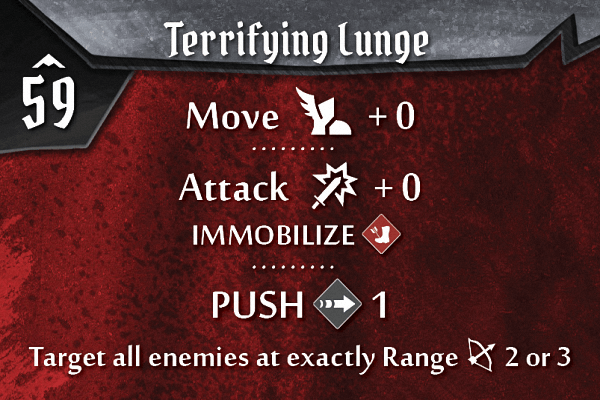 Terrifying Lunge
59
Move + 0
Attack + 0
IMMOBILIZE
PUSH 1
Target all enemies at exactly Range 2 or 3